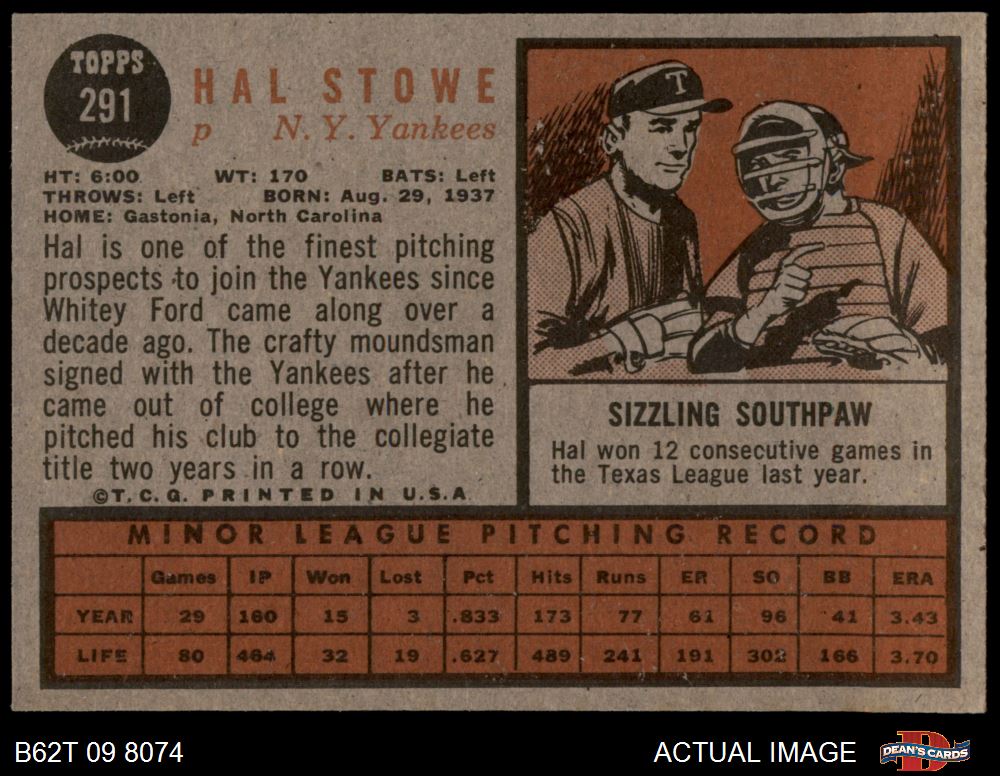 TOPPS
291
HAL STOWE
p N. Y. Yankees
HT: 6:00 WT: 170 BATS: Left
THROWS: Left BORN: Aug. 29, 1937
HOME: Gastonia, North Carolina
Hal is one of the finest pitching
prospects to join the Yankees since
Whitey Ford came along over a
decade ago. The crafty moundsman
signed with the Yankees after he
came out of college where he
pitched his club to the collegiate
title two years in a row.
©T. C. G. PRINTED IN U.S.A.
T
SIZZLING SOUTHPAW
Hal won 12 consecutive games in
the Texas League last year.
MINOR LEAGUE PITCHING RECORD
Games IP Won Lost Pct Hits Runs ER SO BB ERA
YEAR 29 160 15 3 .833 173 77 61 96 41 3.43
LIFE 80 464 32 19 .627 489 241 191 302 166 3.70
B62T 09 8074 ACTUAL IMAGE
D
DEAN'S CARDS